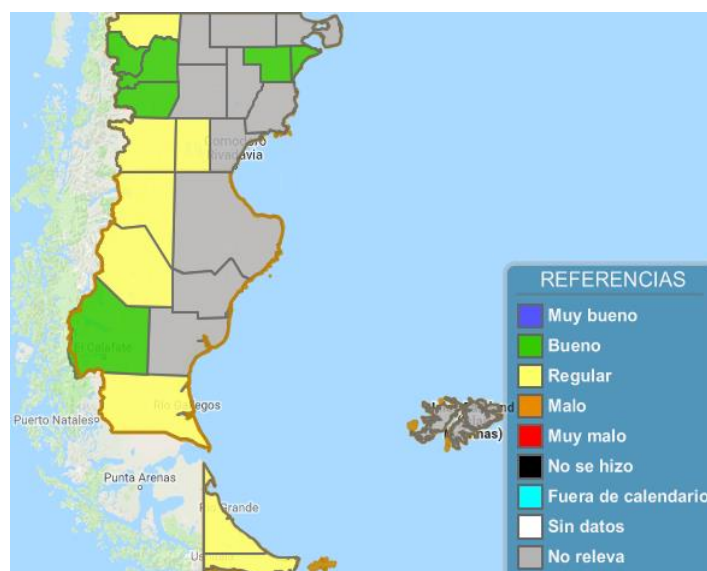 Comodoro
Rivadavia
El Calafate
Puerto Natales
Río Gallegos
Punta Arenas
Río Grande
REFERENCIAS
Muy bueno
Bueno
Regular
Malo
Muy malo
No se hizo
Fuera de calendario
Sin datos
No releva